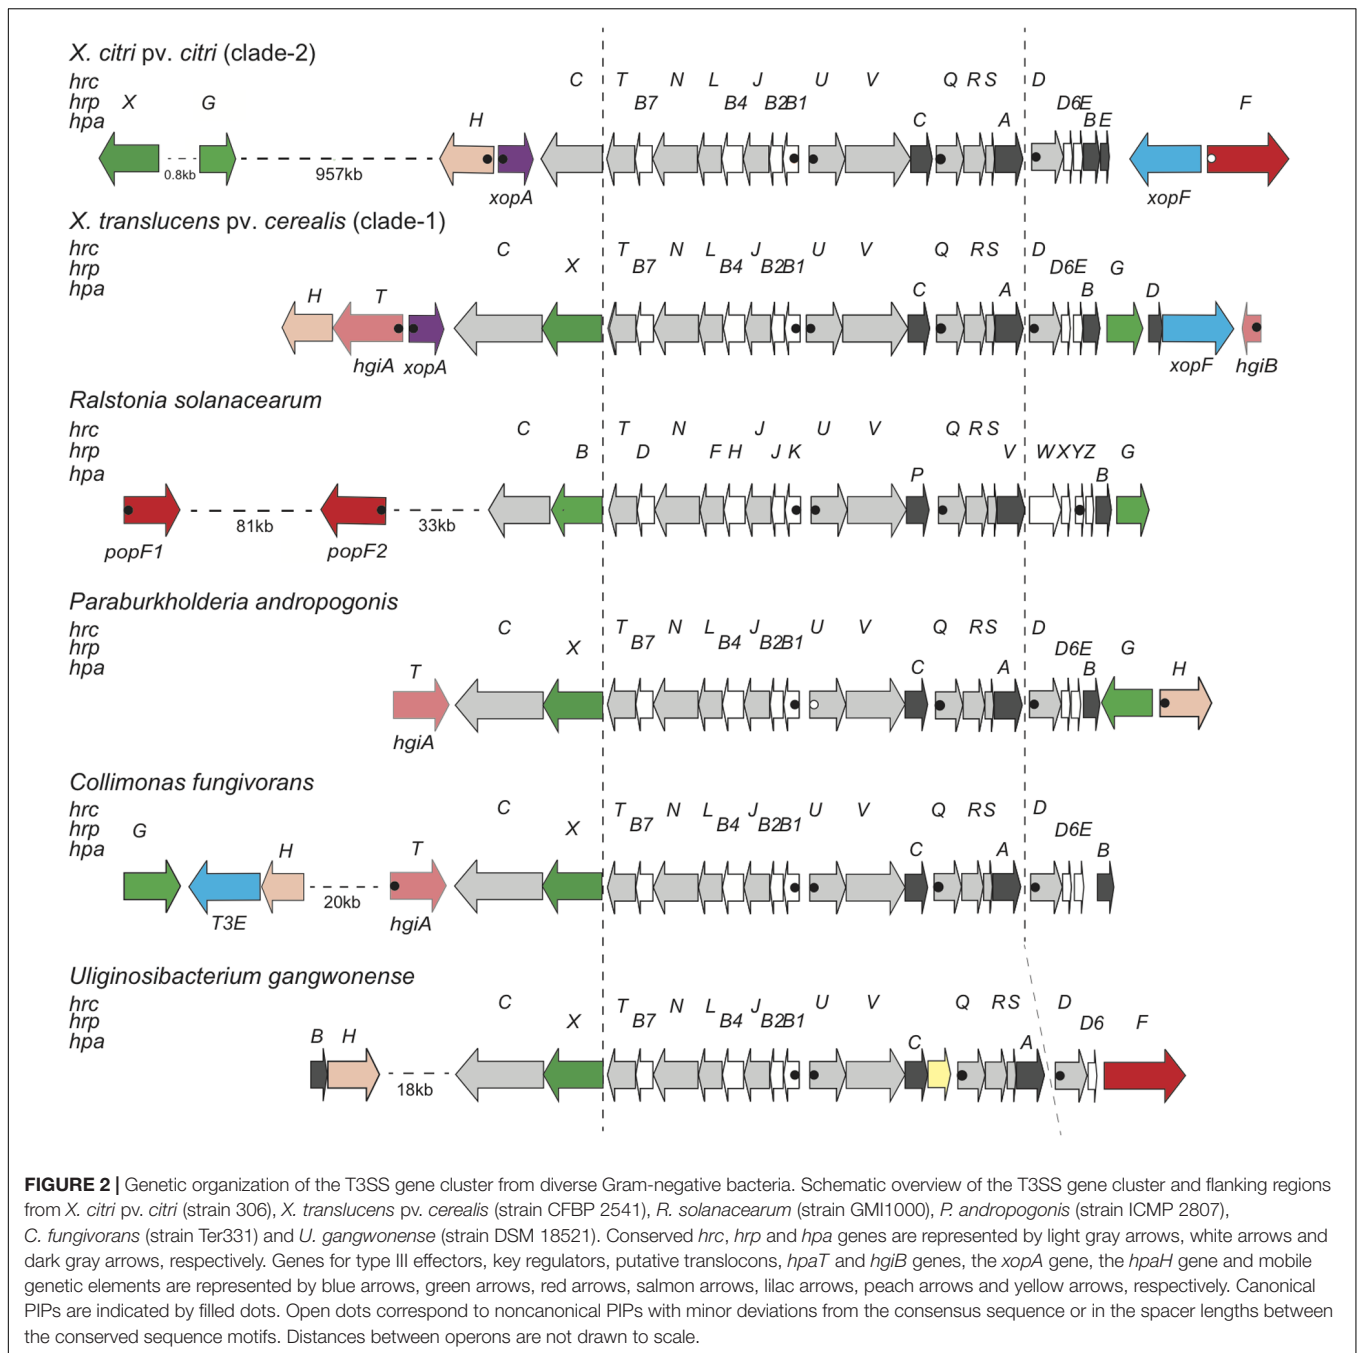 X. citri pv. citri (clade-2)
hrc C T N L J U V Q R S D
hrp X G B7 B4 B2 B1 D6 E F
hpa H C A B E
0.8kb 957kb xopA xopF
X. translucens pv. cerealis (clade-1)
hrc C T N L J U V Q R S D
hrp X B7 B4 B2 B1 D6 E G
hpa H T C A B D
hgiA xopA xopF hgiB
Ralstonia solanacearum
hrc C T N J U V Q R S
hrp B D F H J K V W X Y Z G
hpa P B
81kb 33kb
popF1 popF2
Paraburkholderia andropogonis
hrc C T N L J U V Q R S D
hrp X B7 B4 B2 B1 D6 E G
hpa T C A B H
hgiA
Collimonas fungivorans
hrc C T N L J U V Q R S D
hrp G X B7 B4 B2 B1 D6 E
hpa H T C A B
T3E 20kb hgiA
Uliginosibacterium gangwonense
hrc C T N L J U V Q R S D
hrp X B7 B4 B2 B1 D6 F
hpa B H C A
18kb
FIGURE 2 | Genetic organization of the T3SS gene cluster from diverse Gram-negative bacteria. Schematic overview of the T3SS gene cluster and flanking regions
from X. citri pv. citri (strain 306), X. translucens pv. cerealis (strain CFBP 2541), R. solanacearum (strain GMI1000), P. andropogonis (strain ICMP 2807),
C. fungivorans (strain Ter331) and U. gangwonense (strain DSM 18521). Conserved hrc, hrp and hpa genes are represented by light gray arrows, white arrows and
dark gray arrows, respectively. Genes for type III effectors, key regulators, putative translocons, hpaT and hgiB genes, the xopA gene, the hpaH gene and mobile
genetic elements are represented by blue arrows, green arrows, red arrows, salmon arrows, lilac arrows, peach arrows and yellow arrows, respectively. Canonical
PIPs are indicated by filled dots. Open dots correspond to noncanonical PIPs with minor deviations from the consensus sequence or in the spacer lengths between
the conserved sequence motifs. Distances between operons are not drawn to scale.